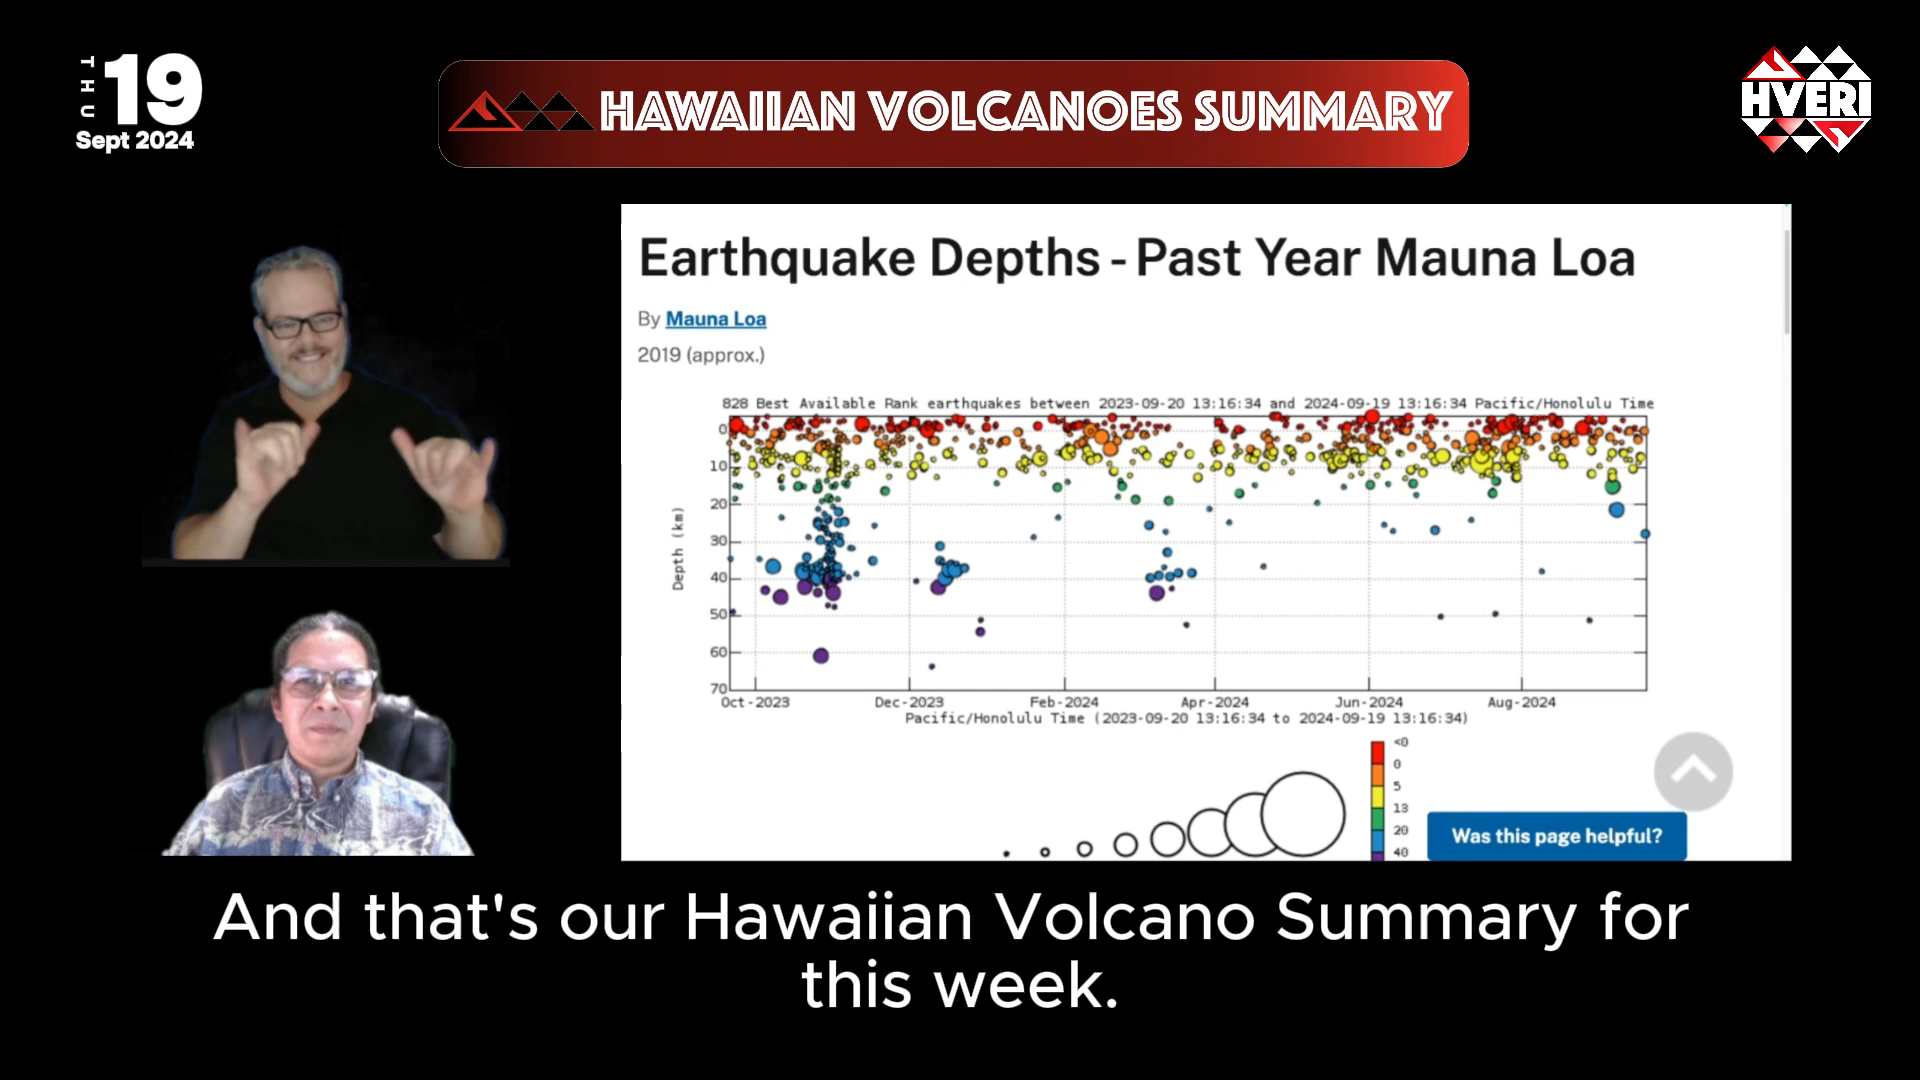 THU
19
Sept 2024
HAWAIIAN VOLCANOES SUMMARY
HVERI
Earthquake Depths - Past Year Mauna Loa
By Mauna Loa
2019 (approx.)
828 Best Available Rank earthquakes between 2023-09-20 13:16:34 and 2024-09-19 13:16:34 Pacific/Honolulu Time
Depth (km)
0
10
20
30
40
50
60
70
Oct-2023 Dec-2023 Feb-2024 Apr-2024 Jun-2024 Aug-2024
Pacific/Honolulu Time (2023-09-20 13:16:34 to 2024-09-19 13:16:34)
<0
0
5
13
20
40
Was this page helpful?
And that's our Hawaiian Volcano Summary for
this week.